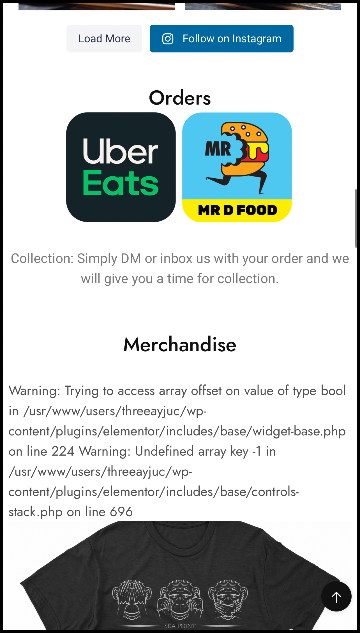 Load More
Follow on Instagram
Orders
Uber
Eats
MR D
MR D FOOD
Collection: Simply DM or inbox us with your order and we
will give you a time for collection.
Merchandise
Warning: Trying to access array offset on value of type bool
in /usr/www/users/threeayjuc/wp-
content/plugins/elementor/includes/base/widget-base.php
on line 224 Warning: Undefined array key -1 in
/usr/www/users/threeayjuc/wp-
content/plugins/elementor/includes/base/controls-
stack.php on line 696